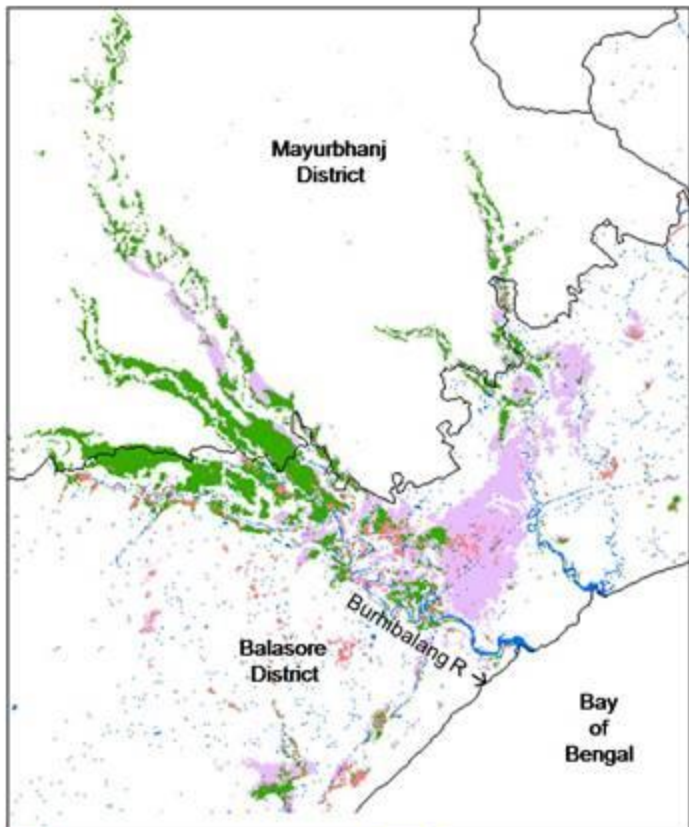 Mayurbhanj
District
Balasore
District
Burhibalang R
Bay
of
Bengal